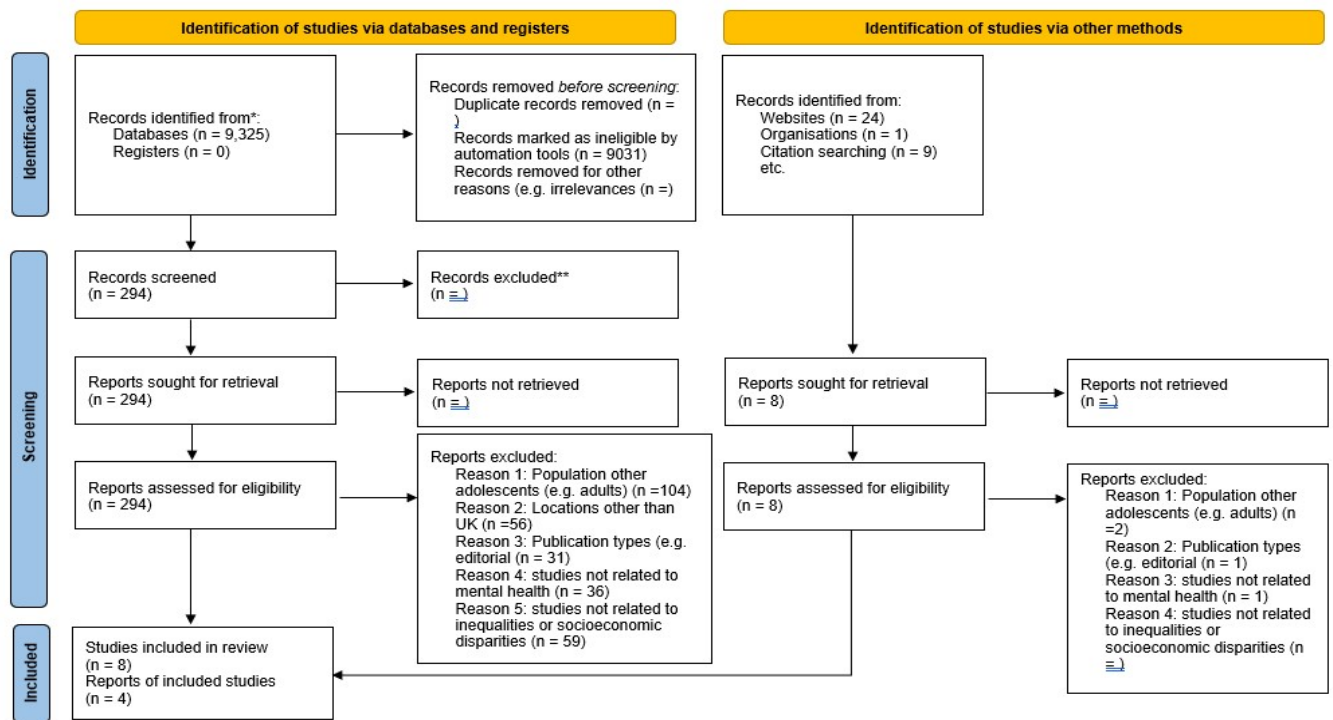 Identification of studies via databases and registers
Identification of studies via other methods
Identification
Records identified from*:
Databases (n = 9,325)
Registers (n = 0)
Records removed before screening:
Duplicate records removed (n =
)
Records marked as ineligible by
automation tools (n = 9031)
Records removed for other
reasons (e.g. irrelevances (n =)
Records identified from:
Websites (n = 24)
Organisations (n = 1)
Citation searching (n = 9)
etc.
Screening
Records screened
(n = 294)
Records excluded**
(n = )
Reports sought for retrieval
(n = 294)
Reports not retrieved
(n = )
Reports sought for retrieval
(n = 8)
Reports not retrieved
(n = )
Reports assessed for eligibility
(n = 294)
Reports excluded:
Reason 1: Population other
adolescents (e.g. adults) (n =104)
Reason 2: Locations other than
UK (n =56)
Reason 3: Publication types (e.g.
editorial (n = 31)
Reason 4: studies not related to
mental health (n = 36)
Reason 5: studies not related to
inequalities or socioeconomic
disparities (n = 59)
Reports assessed for eligibility
(n = 8)
Reports excluded:
Reason 1: Population other
adolescents (e.g. adults) (n
=2)
Reason 2: Publication types
(e.g. editorial (n = 1)
Reason 3: studies not related
to mental health (n = 1)
Reason 4: studies not related
to inequalities or
socioeconomic disparities (n
= )
Included
Studies included in review
(n = 8)
Reports of included studies
(n = 4)